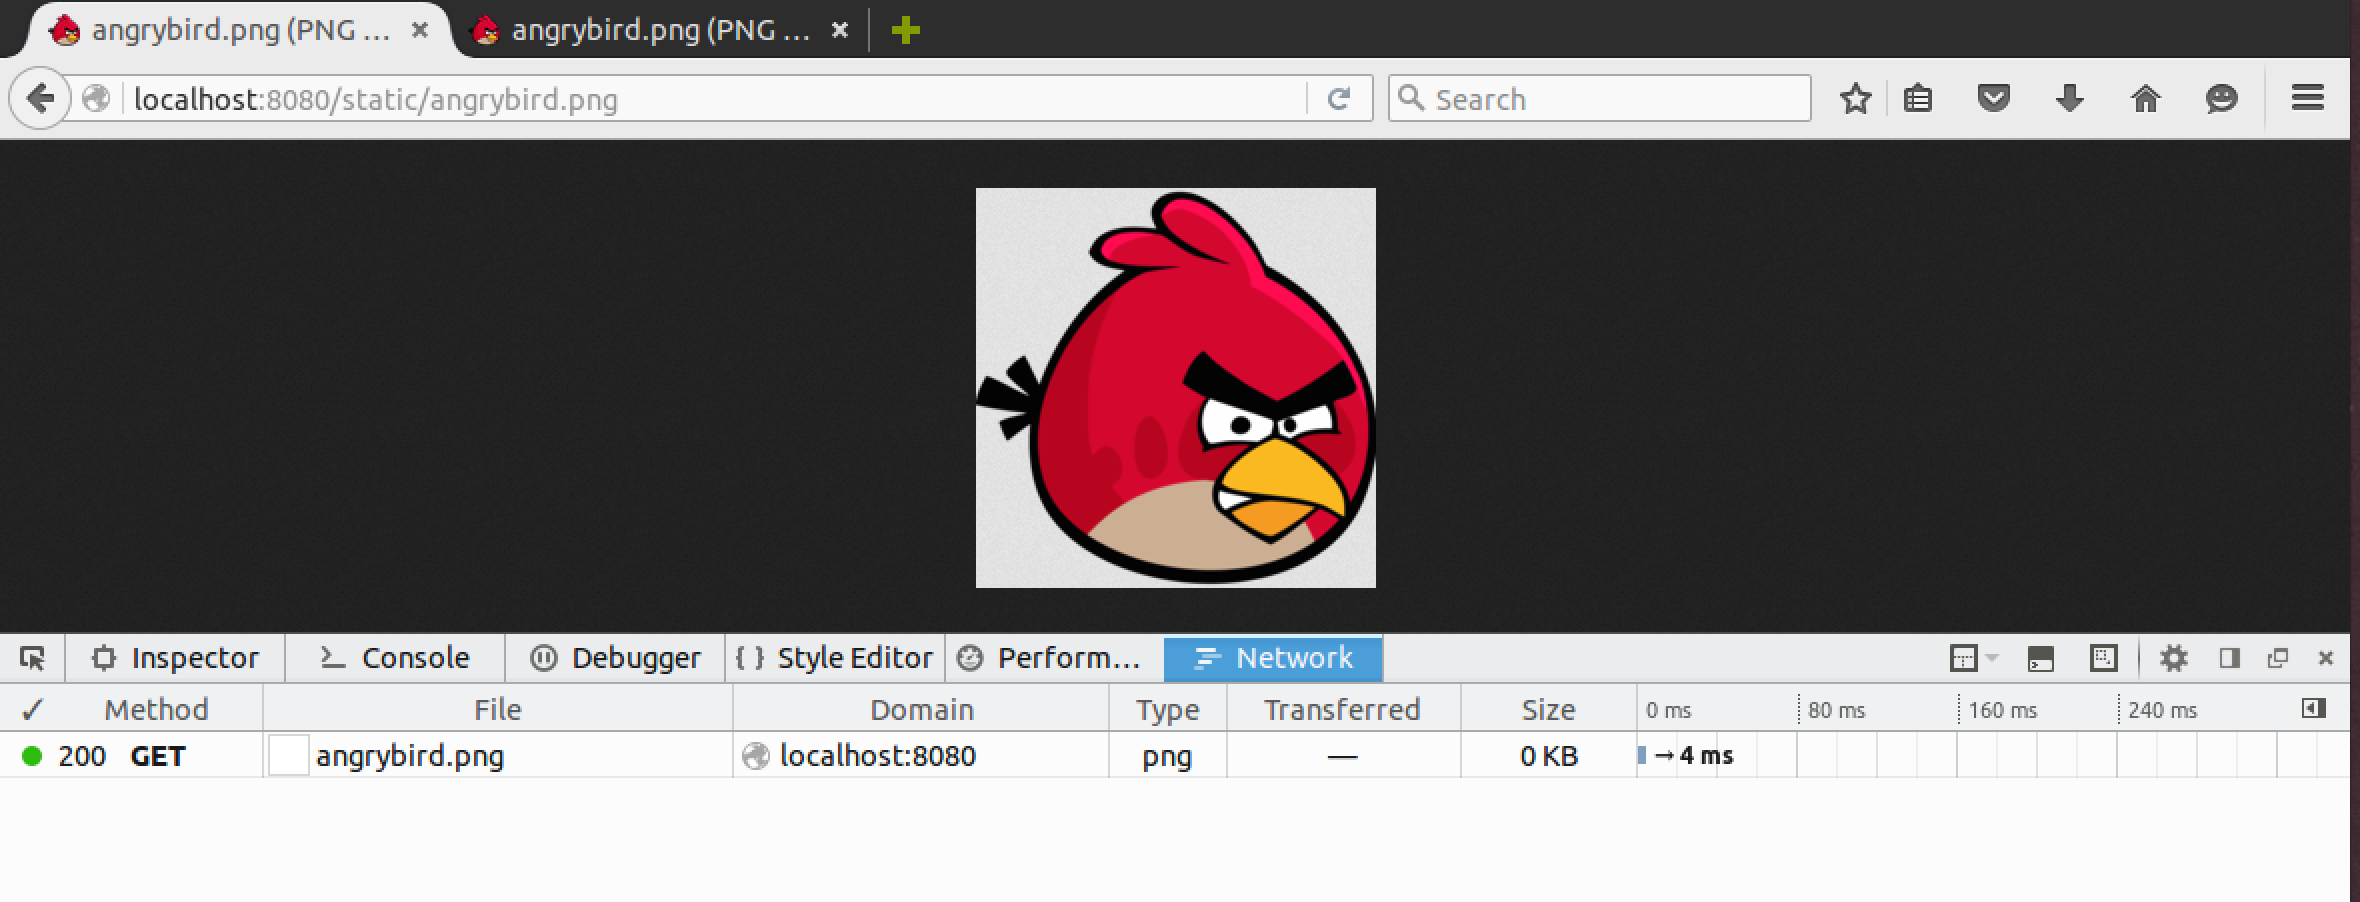 angrybird.png (PNG ... × angrybird.png (PNG ... ×
localhost:8080/static/angrybird.png Search
Inspector Console Debugger { } Style Editor Perform... Network
✓ Method File Domain Type Transferred Size 0 ms 80 ms 160 ms 240 ms
200 GET angrybird.png localhost:8080 png — 0 KB → 4 ms